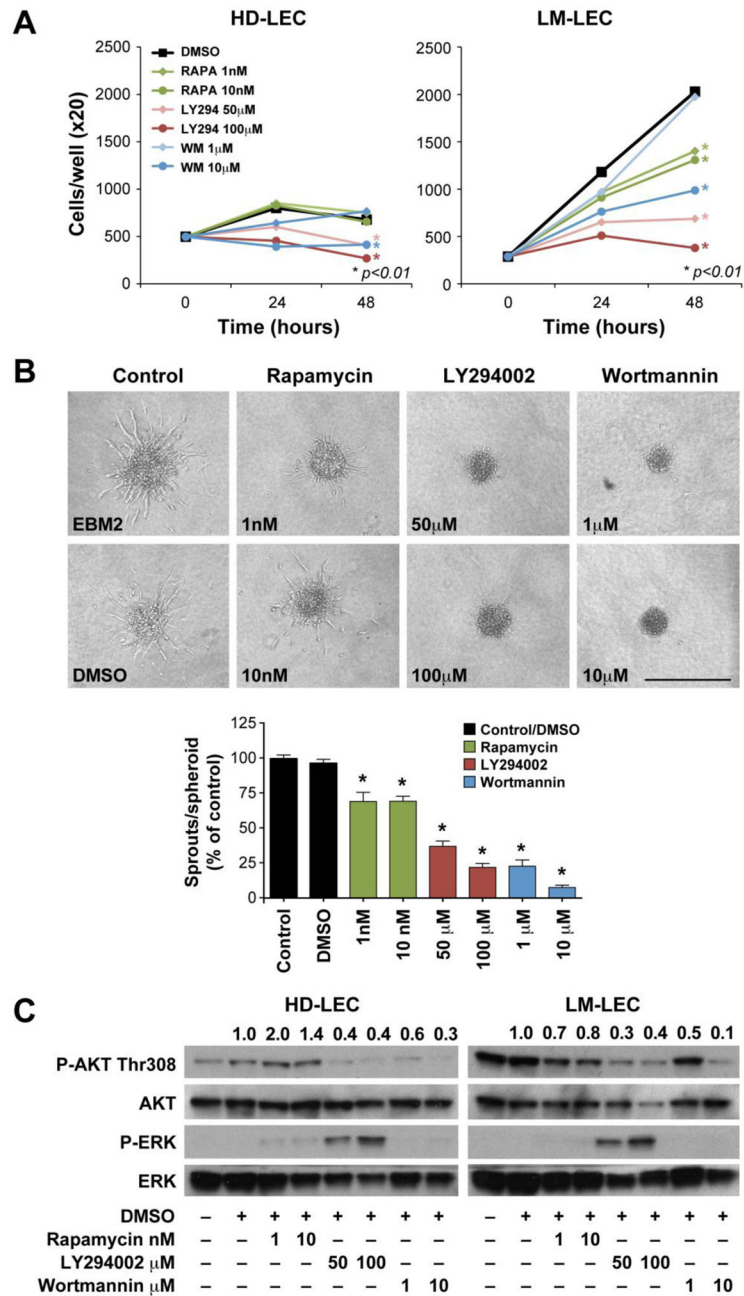 A
HD-LEC
LM-LEC
Cells/well (x20)
2500
2000
1500
1000
500
0
DMSO
RAPA 1nM
RAPA 10nM
LY294 50μM
LY294 100μM
WM 1μM
WM 10μM
*
*
*
* p<0.01
0 24 48
Time (hours)
2500
2000
1500
1000
500
0
*
*
*
*
*
* p<0.01
0 24 48
Time (hours)
B
Control Rapamycin LY294002 Wortmannin
EBM2 1nM 50μM 1μM
DMSO 10nM 100μM 10μM
Sprouts/spheroid
(% of control)
125
100
75
50
25
0
Control/DMSO
Rapamycin
LY294002
Wortmannin
* * * * * *
Control DMSO 1nM 10 nM 50 μM 100 μM 1 μM 10 μM
C
HD-LEC LM-LEC
1.0 2.0 1.4 0.4 0.4 0.6 0.3 1.0 0.7 0.8 0.3 0.4 0.5 0.1
P-AKT Thr308
AKT
P-ERK
ERK
DMSO – + + + + + + + – + + + + + + +
Rapamycin nM – – 1 10 – – – – – – 1 10 – – – –
LY294002 μM – – – – 50 100 – – – – – – 50 100 – –
Wortmannin μM – – – – – – 1 10 – – – – – – 1 10